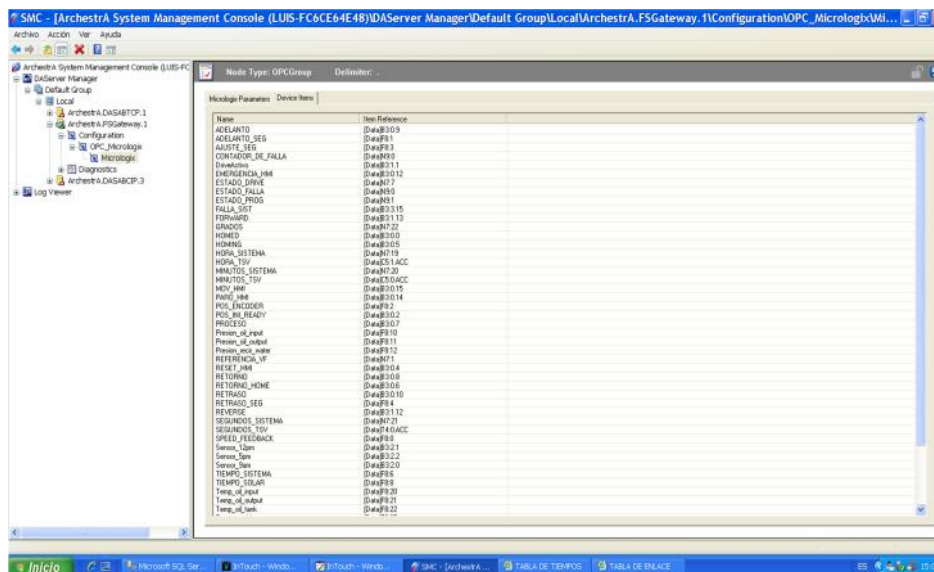 SMC - [ArchestrA System Management Console (LUIS-FC6CE64E48)\DAServer Manager\Default Group\Local\ArchestrA.FSGateway.1\Configuration\OPC_Micrologix\Mi...
Archivo Acción Ver Ayuda
ArchestrA System Management Console (LUIS-FC
DAServer Manager
Default Group
Local
ArchestrA.DASABTCP.1
ArchestrA.FSGateway.1
Configuration
OPC_Micrologix
Micrologix
Diagnostics
ArchestrA.DASABCIP.3
Log Viewer
Node Type: OPCGroup Delimiter: .
Micrologix Parameters Device Items
Name Item Reference
ADELANTO [Data]B3:0.9
ADELANTO_SEG [Data]F8:1
AJUSTE_SEG [Data]F8:3
CONTADOR_DE_FALLA [Data]N9:0
DriveActivo [Data]B3:1.1
EMERGENCIA_HMI [Data]B3:0.12
ESTADO_DRIVE [Data]N7:7
ESTADO_FALLA [Data]N9:0
ESTADO_PROG [Data]N9:1
FALLA_SIST [Data]B3:3.15
FORWARD [Data]B3:1.13
GRADOS [Data]N7:22
HOMED [Data]B3:0.0
HOMING [Data]B3:0.5
HORA_SISTEMA [Data]N7:19
HORA_TSV [Data]C5:1.ACC
MINUTOS_SISTEMA [Data]N7:20
MINUTOS_TSV [Data]C5:0.ACC
MOV_HMI [Data]B3:0.15
PARO_HMI [Data]B3:0.14
POS_ENCODER [Data]F8:2
POS_INI_READY [Data]B3:0.2
PROCESO [Data]B3:0.7
Presion_oil_input [Data]F8:10
Presion_oil_output [Data]F8:11
Presion_recir_water [Data]F8:12
REFERENCIA_VF [Data]N7:1
RESET_HMI [Data]B3:0.4
RETORNO [Data]B3:0.8
RETORNO_HOME [Data]B3:0.6
RETRASO [Data]B3:0.10
RETRASO_SEG [Data]F8:4
REVERSE [Data]B3:1.12
SEGUNDOS_SISTEMA [Data]N7:21
SEGUNDOS_TSV [Data]T4:0.ACC
SPEED_FEEDBACK [Data]F8:0
Sensor_12pm [Data]B3:2.1
Sensor_5pm [Data]B3:2.2
Sensor_9am [Data]B3:2.0
TIEMPO_SISTEMA [Data]F8:6
TIEMPO_SOLAR [Data]F8:9
Temp_oil_input [Data]F8:20
Temp_oil_output [Data]F8:21
Temp_oil_tank [Data]F8:22
Inicio Microsoft SQL Ser... InTouch - Windo... InTouch - Windo... SMC - [ArchestrA ... TABLA DE TIEMPOS TABLA DE ENLACE ES